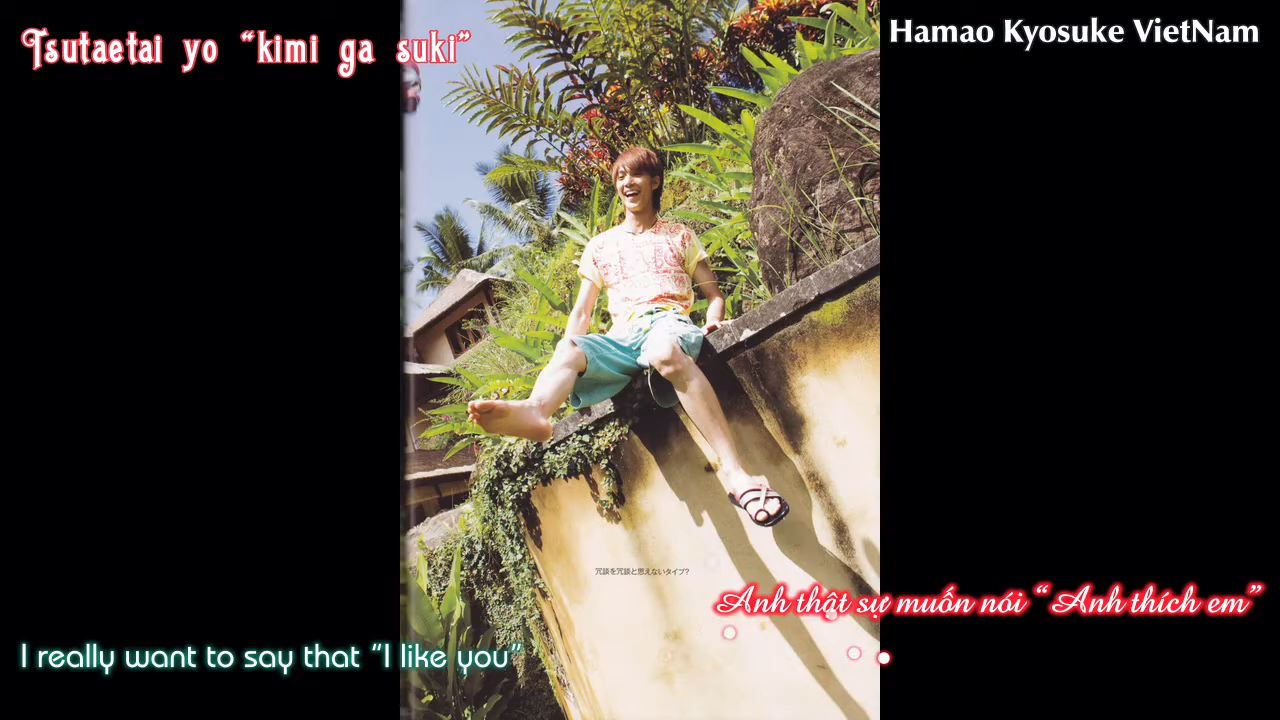 Tsutaetai yo “kimi ga suki”
Hamao Kyosuke VietNam
冗談を冗談と思えないタイプ?
Anh thật sự muốn nói “Anh thích em”
I really want to say that “I like you”